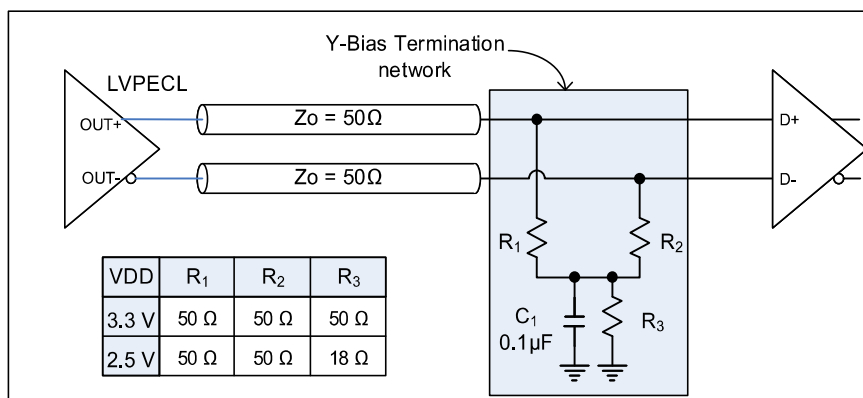 Y-Bias Termination
network
LVPECL
OUT+
Zo = 50Ω
D+
OUT-
Zo = 50Ω
D-
R1
R2
VDD R1 R2 R3
3.3 V 50 Ω 50 Ω 50 Ω
2.5 V 50 Ω 50 Ω 18 Ω
C1
0.1µF
R3